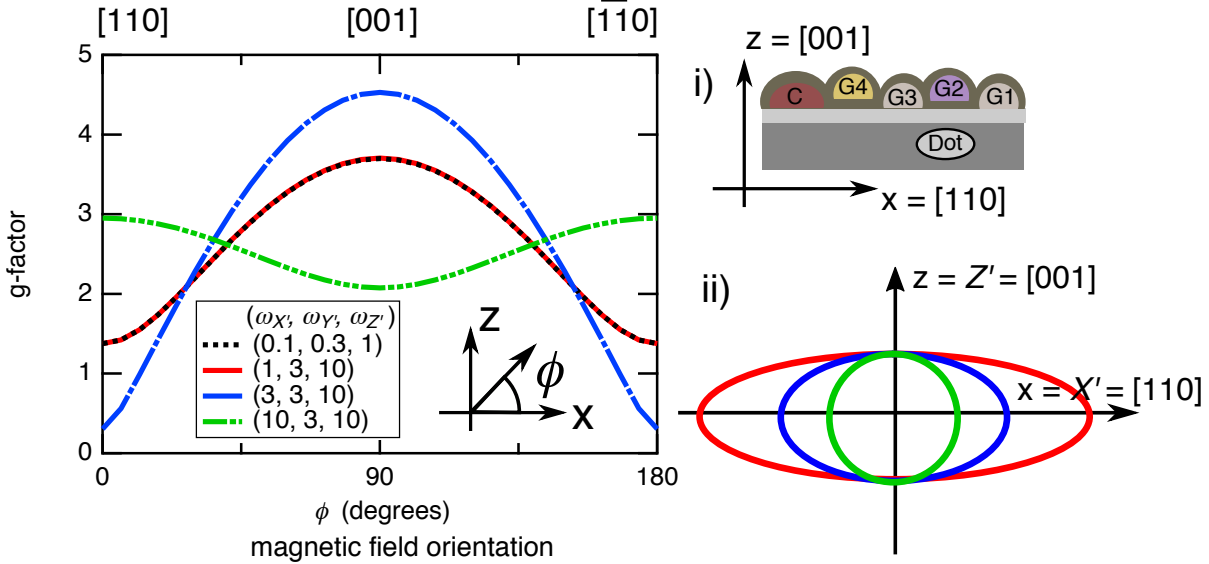 [110] [001] [1̅1̅0]
5
4
3
2
1
0
g-factor
(ωX', ωY', ωZ')
(0.1, 0.3, 1)
(1, 3, 10)
(3, 3, 10)
(10, 3, 10)
z
ϕ
x
0 90 180
ϕ (degrees)
magnetic field orientation
i)
z = [001]
C G4 G3 G2 G1
Dot
x = [110]
ii)
z = Z' = [001]
x = X' = [110]